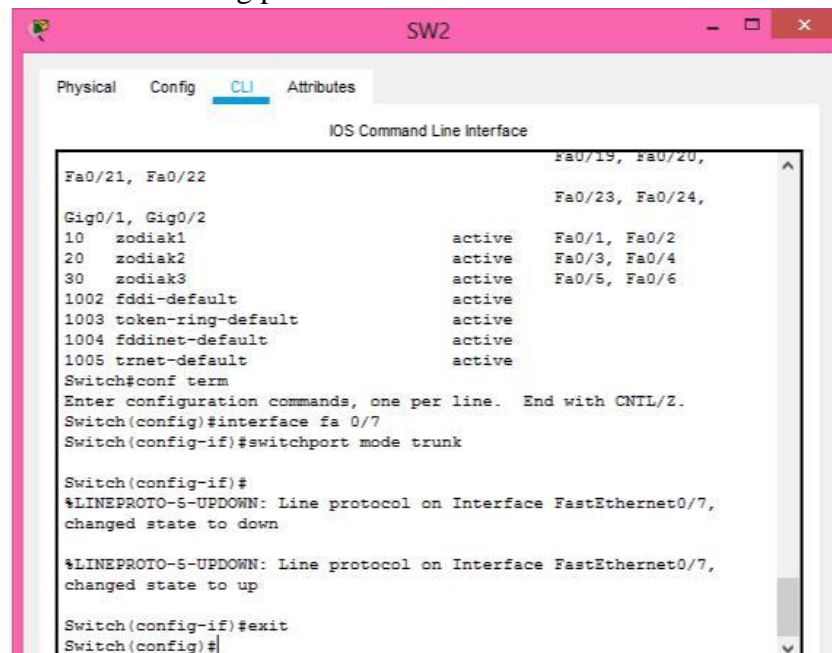 SW2
Physical Config CLI Attributes
IOS Command Line Interface
Fa0/19, Fa0/20,
Fa0/21, Fa0/22
Fa0/23, Fa0/24,
Gig0/1, Gig0/2
10 zodiak1 active Fa0/1, Fa0/2
20 zodiak2 active Fa0/3, Fa0/4
30 zodiak3 active Fa0/5, Fa0/6
1002 fddi-default active
1003 token-ring-default active
1004 fddinet-default active
1005 trnet-default active
Switch#conf term
Enter configuration commands, one per line. End with CNTL/Z.
Switch(config)#interface fa 0/7
Switch(config-if)#switchport mode trunk
Switch(config-if)#
%LINEPROTO-5-UPDOWN: Line protocol on Interface FastEthernet0/7,
changed state to down
%LINEPROTO-5-UPDOWN: Line protocol on Interface FastEthernet0/7,
changed state to up
Switch(config-if)#exit
Switch(config)#